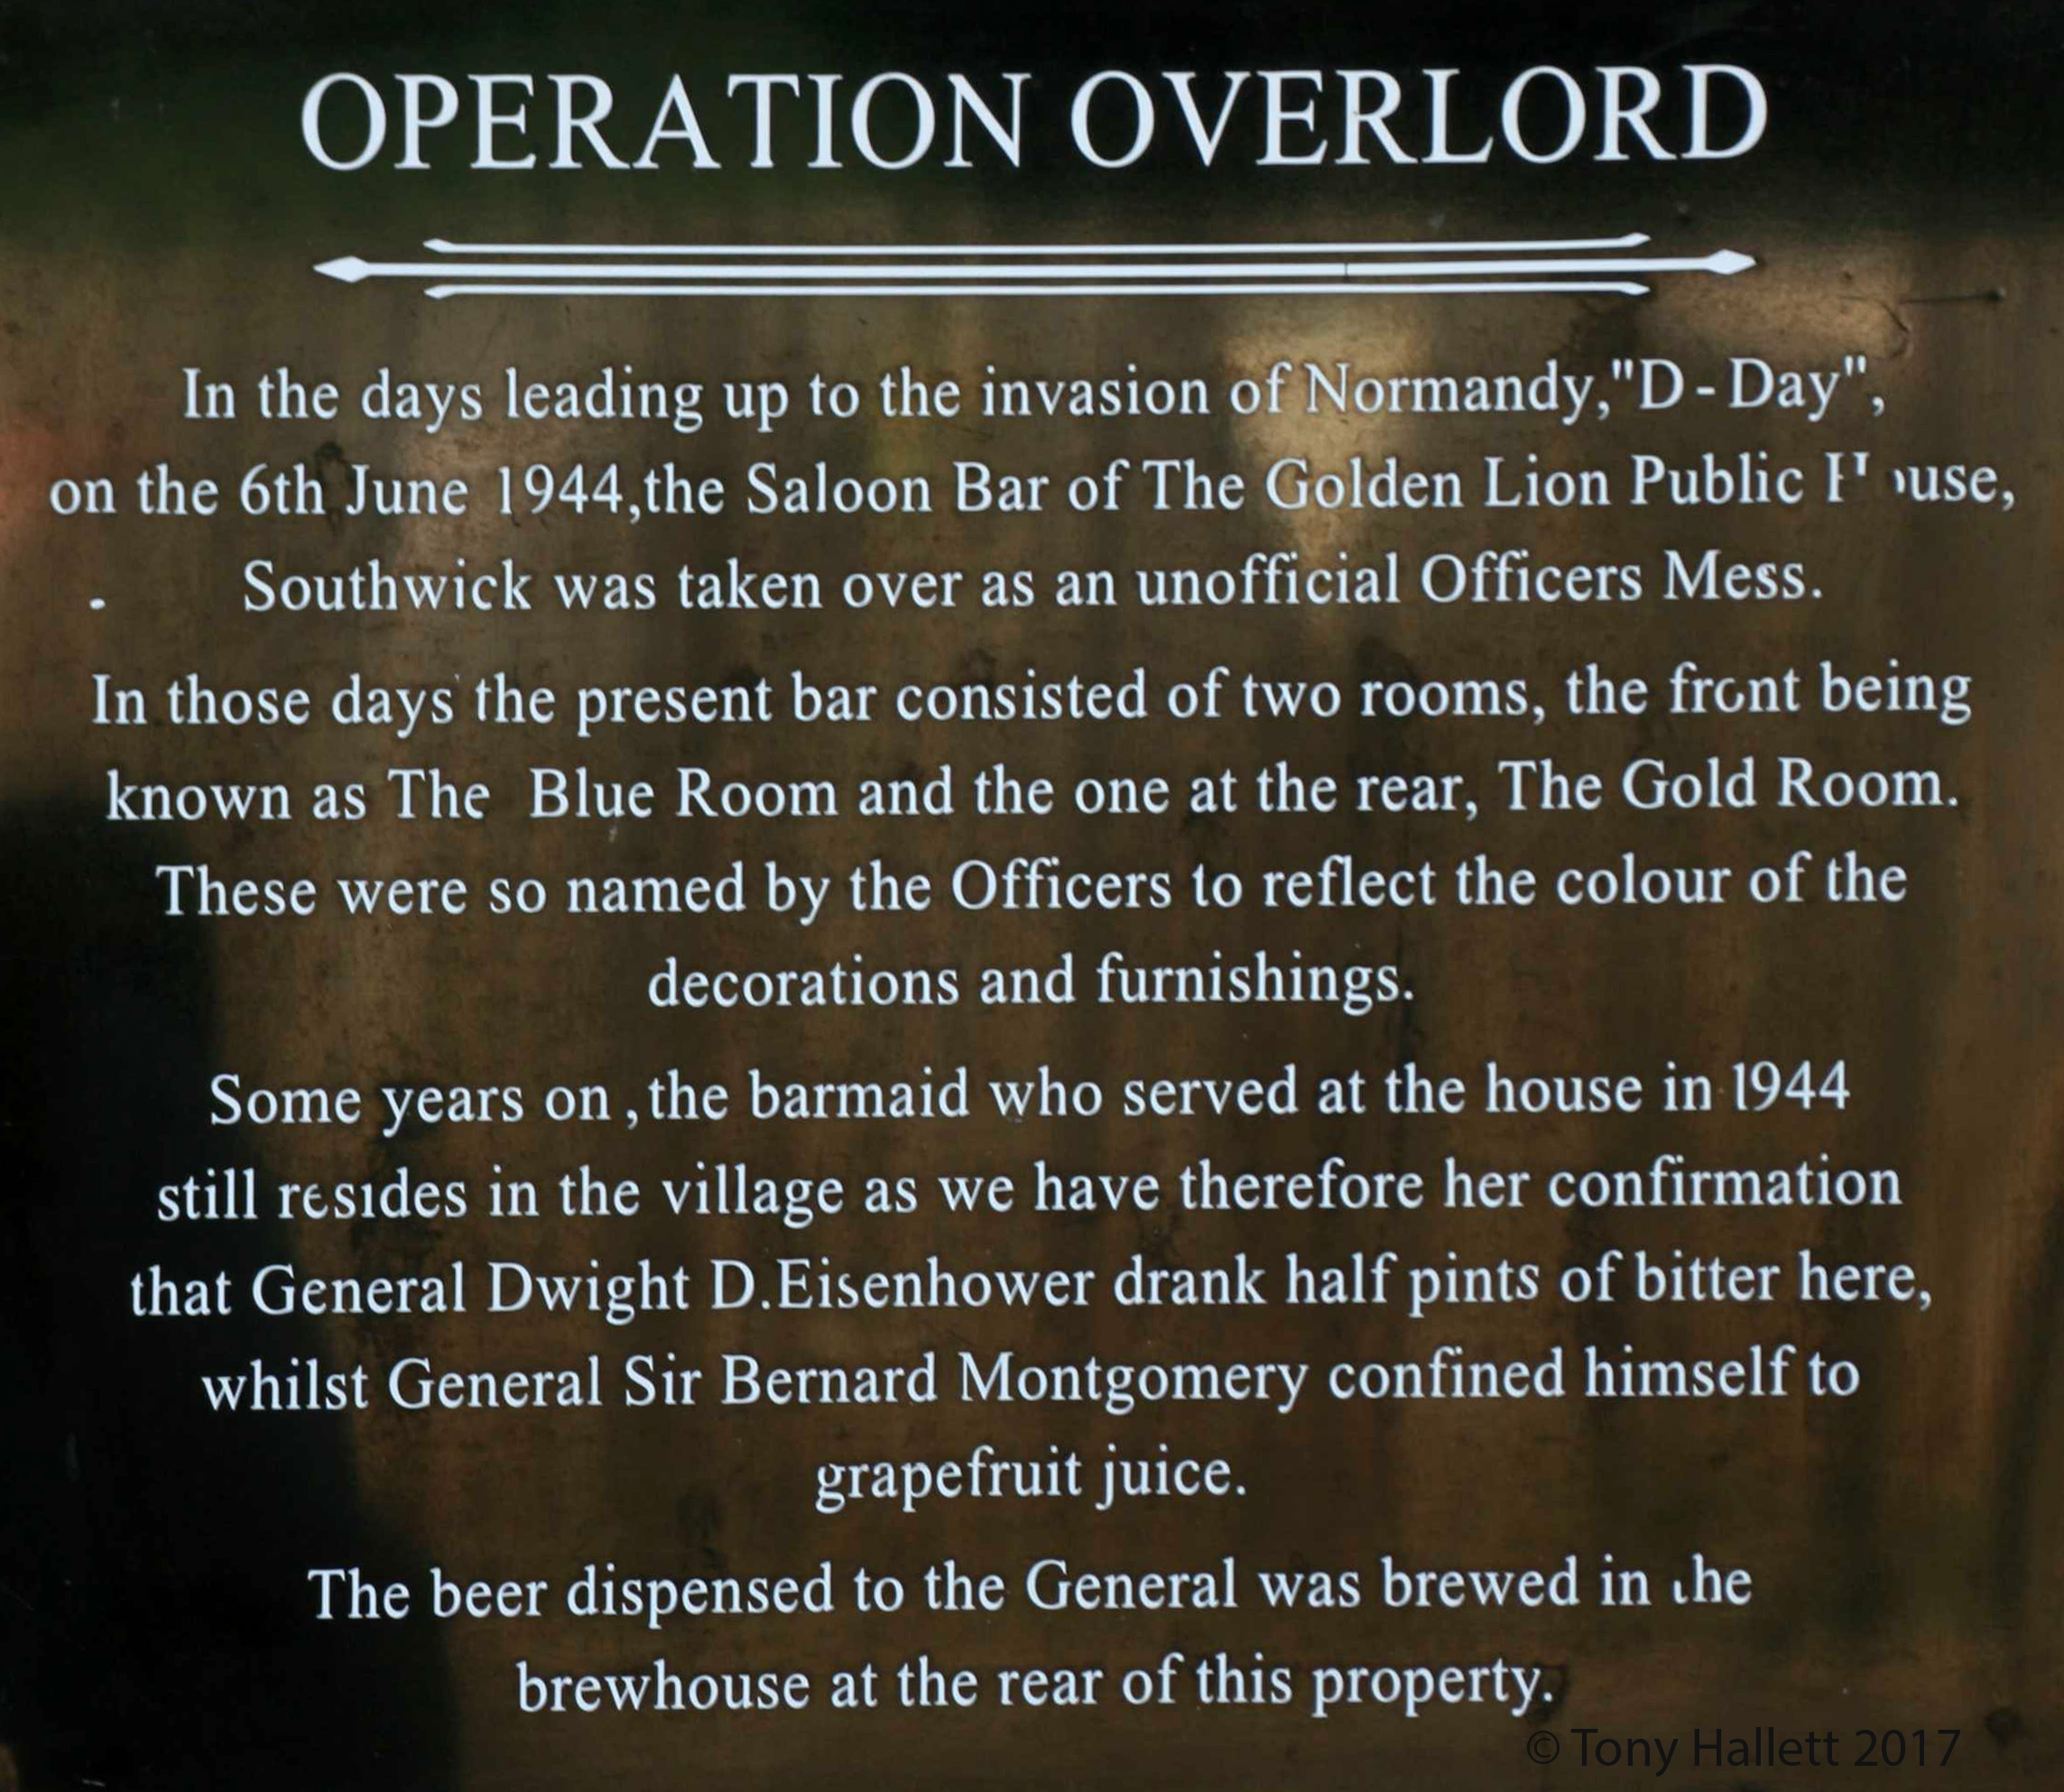 OPERATION OVERLORD
In the days leading up to the invasion of Normandy,"D-Day",
on the 6th June 1944,the Saloon Bar of The Golden Lion Public House,
Southwick was taken over as an unofficial Officers Mess.
In those days the present bar consisted of two rooms, the front being
known as The Blue Room and the one at the rear, The Gold Room.
These were so named by the Officers to reflect the colour of the
decorations and furnishings.
Some years on ,the barmaid who served at the house in 1944
still resides in the village as we have therefore her confirmation
that General Dwight D.Eisenhower drank half pints of bitter here,
whilst General Sir Bernard Montgomery confined himself to
grapefruit juice.
The beer dispensed to the General was brewed in the
brewhouse at the rear of this property.
© Tony Hallett 2017